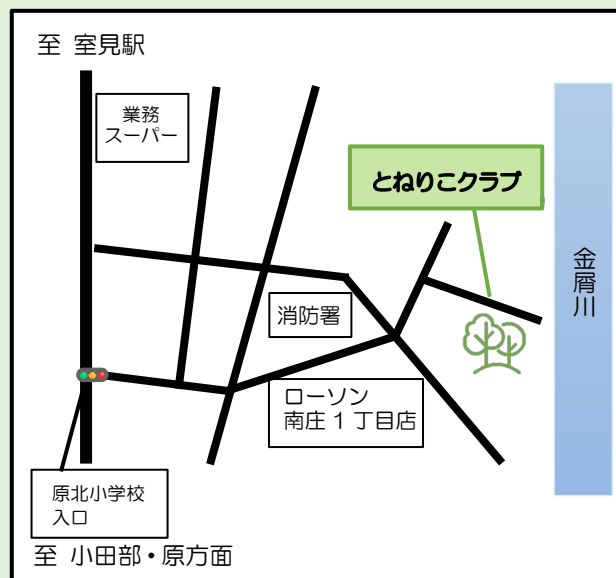 至 室見駅
業務
スーパー
とねりこクラブ
金屑川
消防署
ローソン
南庄 1 丁目店
原北小学校
入口
至 小田部・原方面